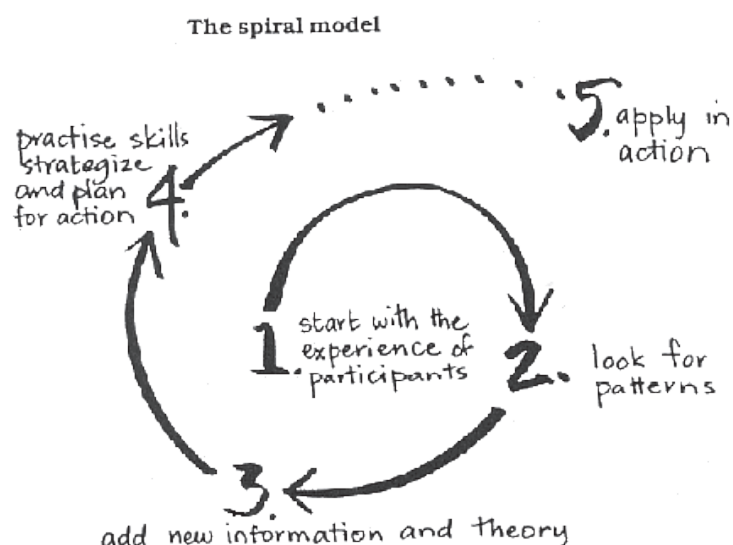 The spiral model
1. start with the
experience of
participants
2. look for
patterns
3.
add new information and theory
practise skills
strategize
and plan
for action 4.
5. apply in
action